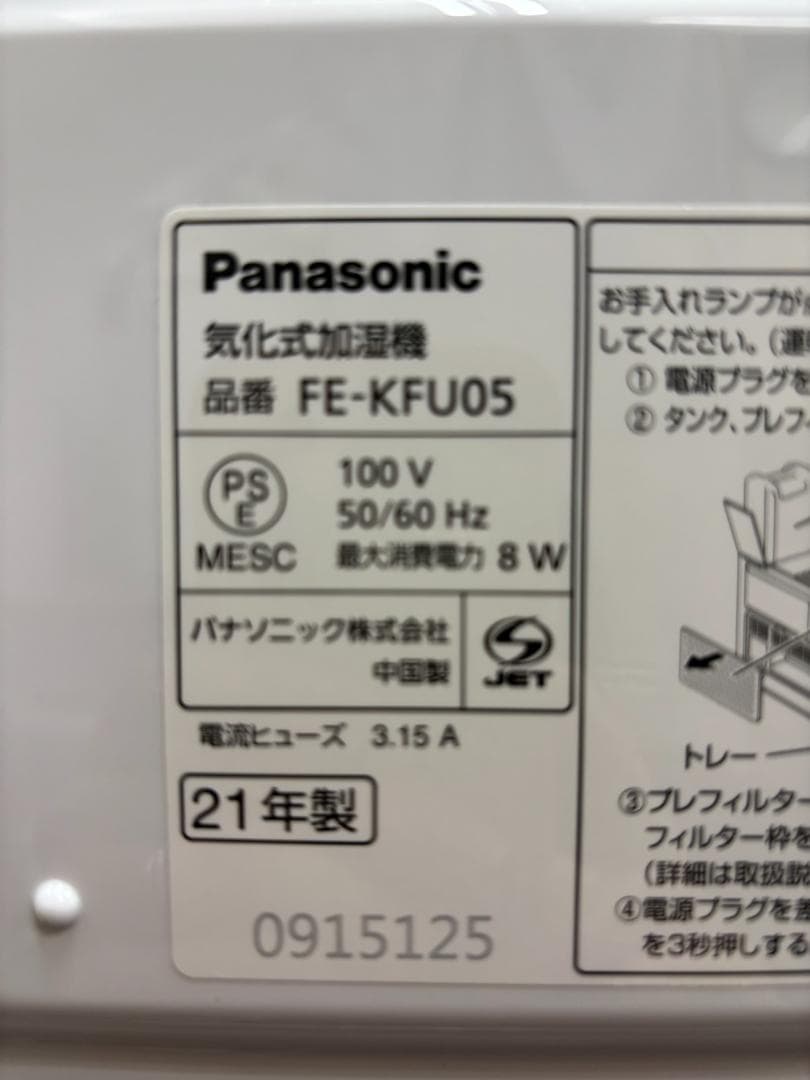 Panasonic
気化式加湿機
品番 FE-KFU05
PS
E
MESC
100 V
50/60 Hz
最大消費電力 8 W
パナソニック株式会社
中国製
JET
電流ヒューズ 3.15 A
21年製
0915125
お手入れランプが
してください。(運
① 電源プラグを
② タンク、プレフィ
トレー
③プレフィルター
フィルター枠を
(詳細は取扱説
④電源プラグを差
を3秒押しする